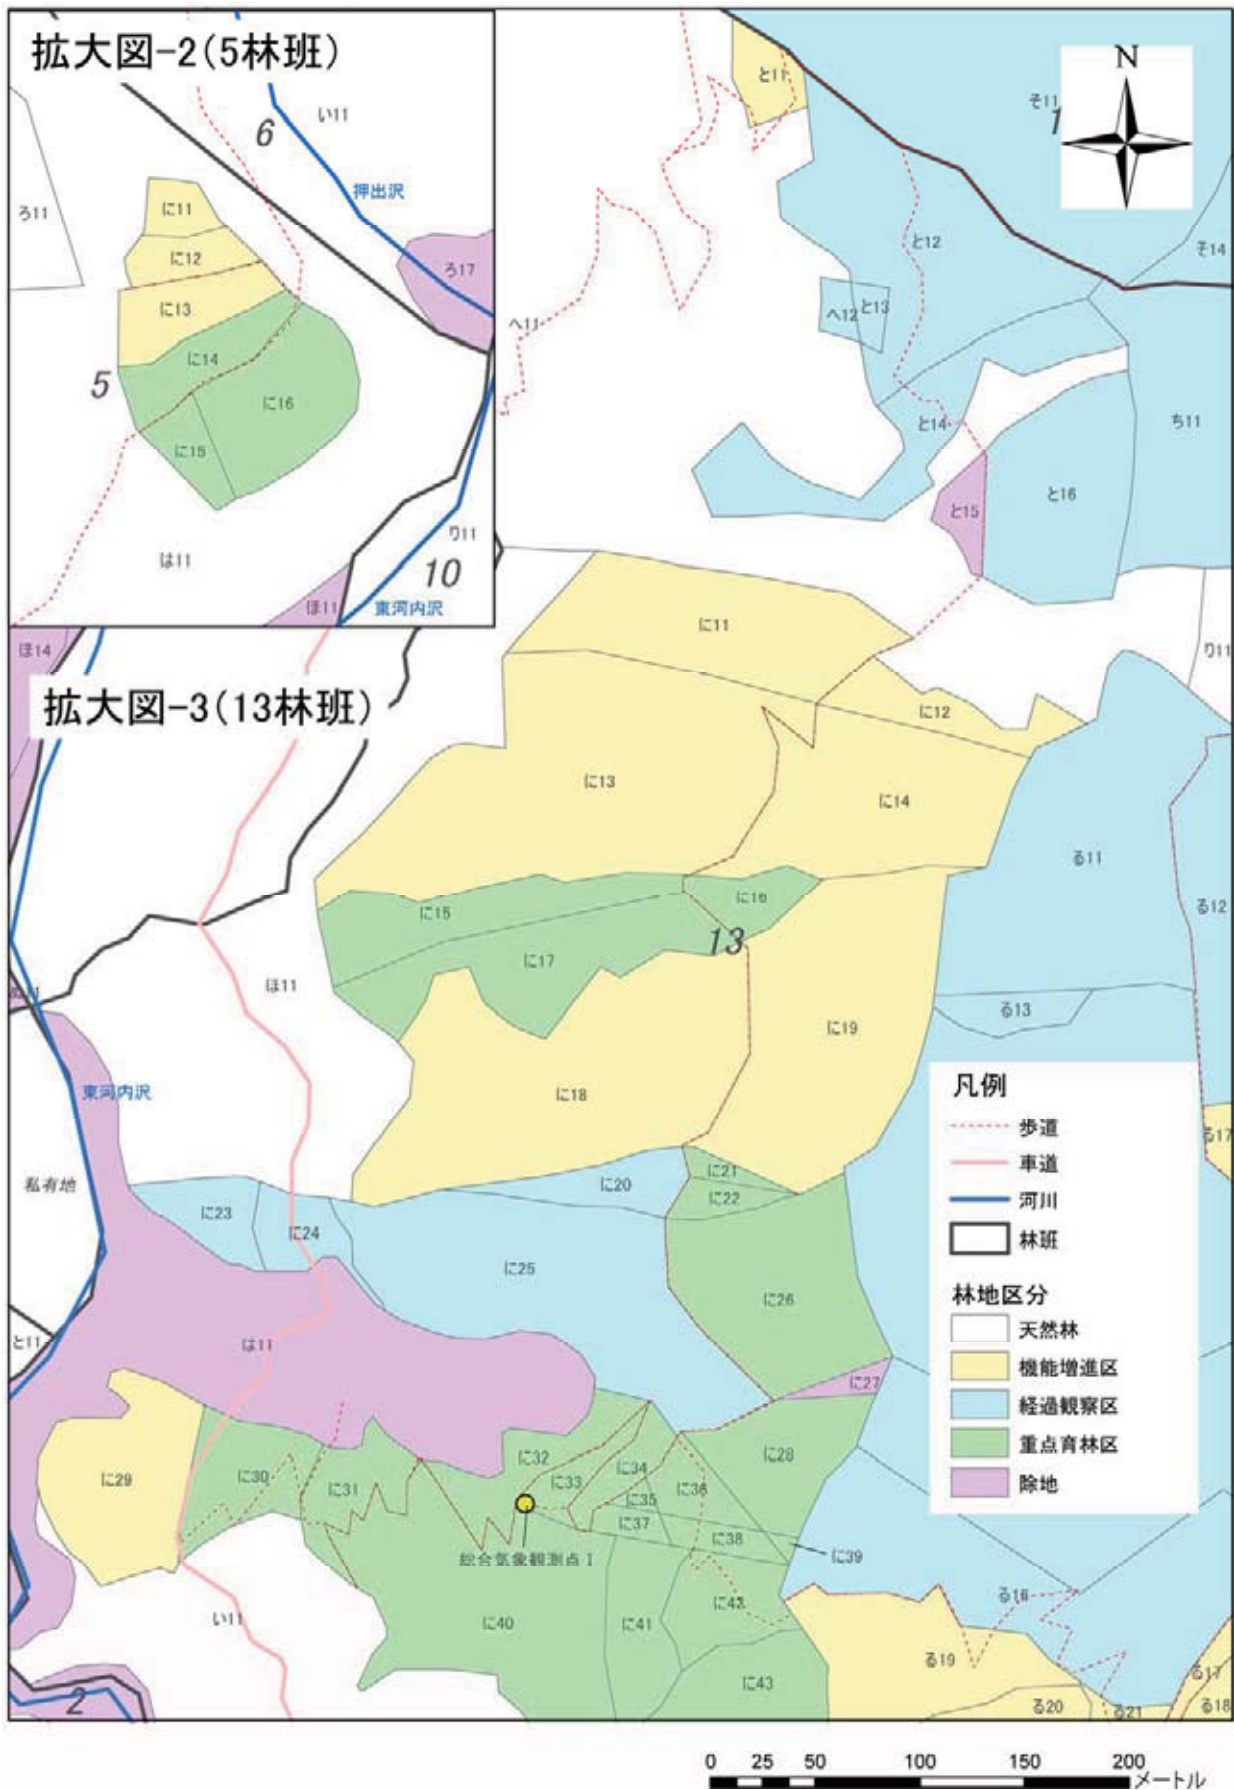 拡大図-2(5林班)
い11
6
押出沢
ろ11
に11
に12
ろ17
に13
に14
5
に16
に15
は11
り11
10
ほ11
東河内沢
N
と11
そ11
1
と12
そ14
へ12
と13
へ11
と14
ち11
と16
と15
に11
り11
ほ14
拡大図-3(13林班)
に12
に13
に14
る11
に15
に16
る12
13
に17
ほ11
る13
に19
に18
東河内沢
る17
に21
私有地
に20
に22
に23
に24
に25
に26
と11
は11
に27
に29
に32
に28
に30
に31
に33
に34
に35
に36
に37
に38
に39
総合気象観測点 I
い11
に40
に41
に42
る16
る19
に43
る17
2
る20
る21
る18
凡例
歩道
車道
河川
林班
林地区分
天然林
機能増進区
経過観察区
重点育林区
除地
0 25 50 100 150 200
メートル